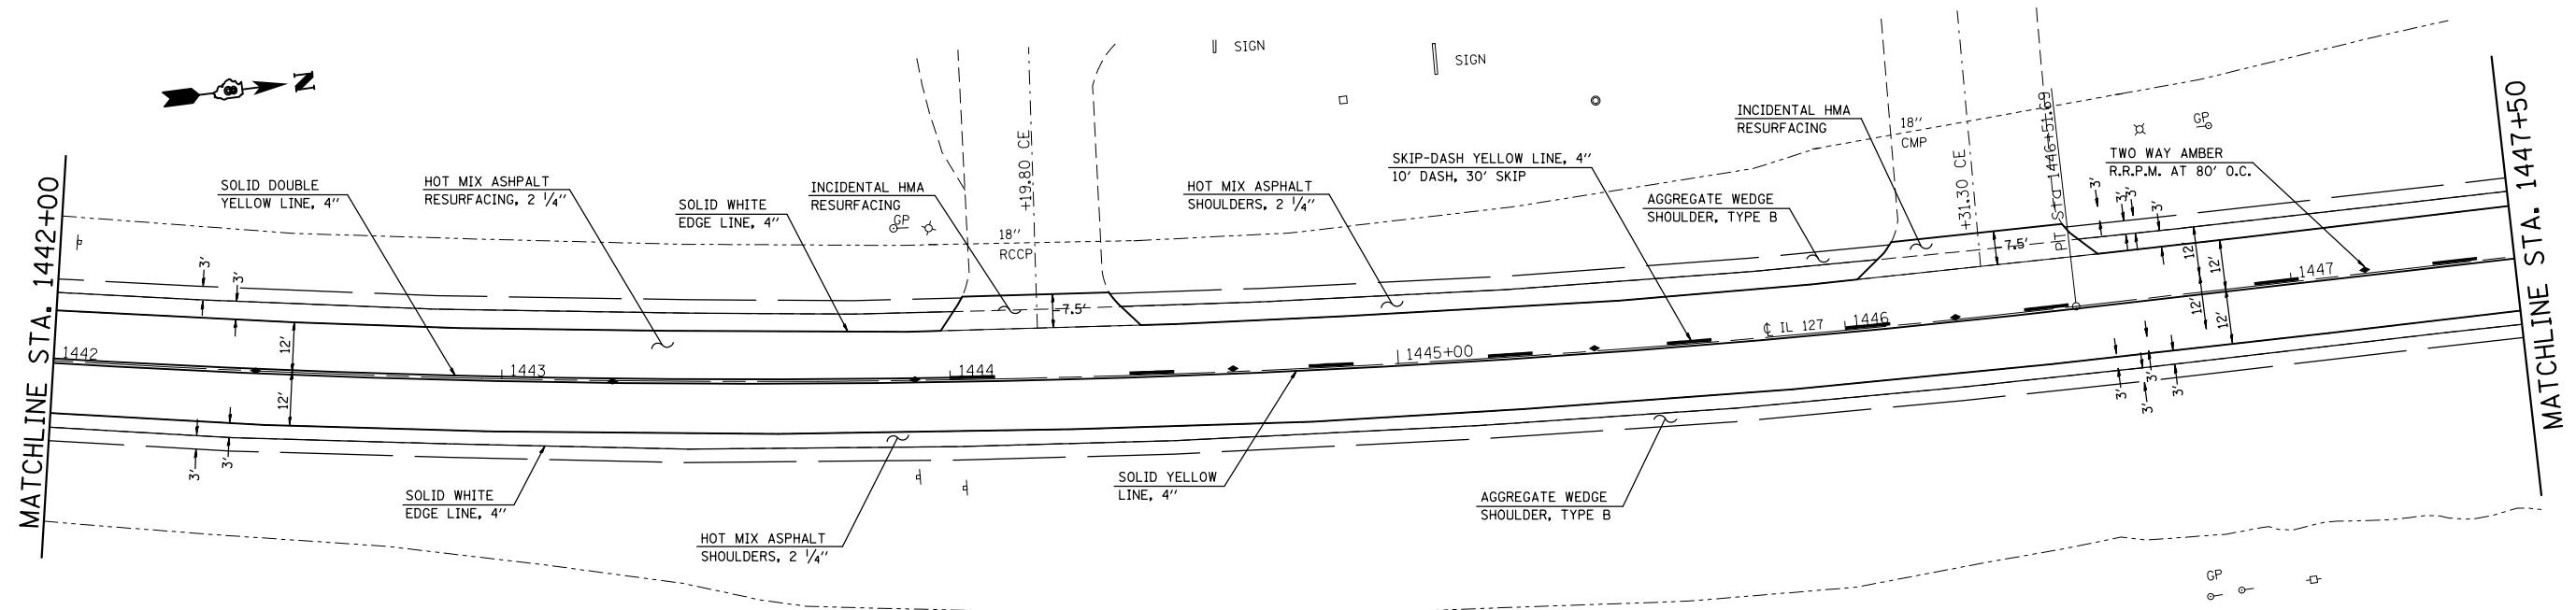 N
SIGN
SIGN
MATCHLINE STA. 1442+00
MATCHLINE STA. 1447+50
SOLID DOUBLE
YELLOW LINE, 4"
HOT MIX ASHPALT
RESURFACING, 2 1/4"
SOLID WHITE
EDGE LINE, 4"
INCIDENTAL HMA
RESURFACING
GP
+19.80 CE
18"
RCCP
HOT MIX ASPHALT
SHOULDERS, 2 1/4"
SKIP-DASH YELLOW LINE, 4"
10' DASH, 30' SKIP
AGGREGATE WEDGE
SHOULDER, TYPE B
INCIDENTAL HMA
RESURFACING
18"
CMP
+31.30 CE
PT Sta 1446+51.69
GP
TWO WAY AMBER
R.R.P.M. AT 80' O.C.
3'
3'
3'
3'
3'
3'
7.5'
7.5'
12'
12'
12'
12'
12'
12'
1442
1443
1444
1445+00
℄ IL 127
1446
1447
3'
3'
3'
3'
3'
3'
SOLID WHITE
EDGE LINE, 4"
HOT MIX ASPHALT
SHOULDERS, 2 1/4"
SOLID YELLOW
LINE, 4"
AGGREGATE WEDGE
SHOULDER, TYPE B
GP